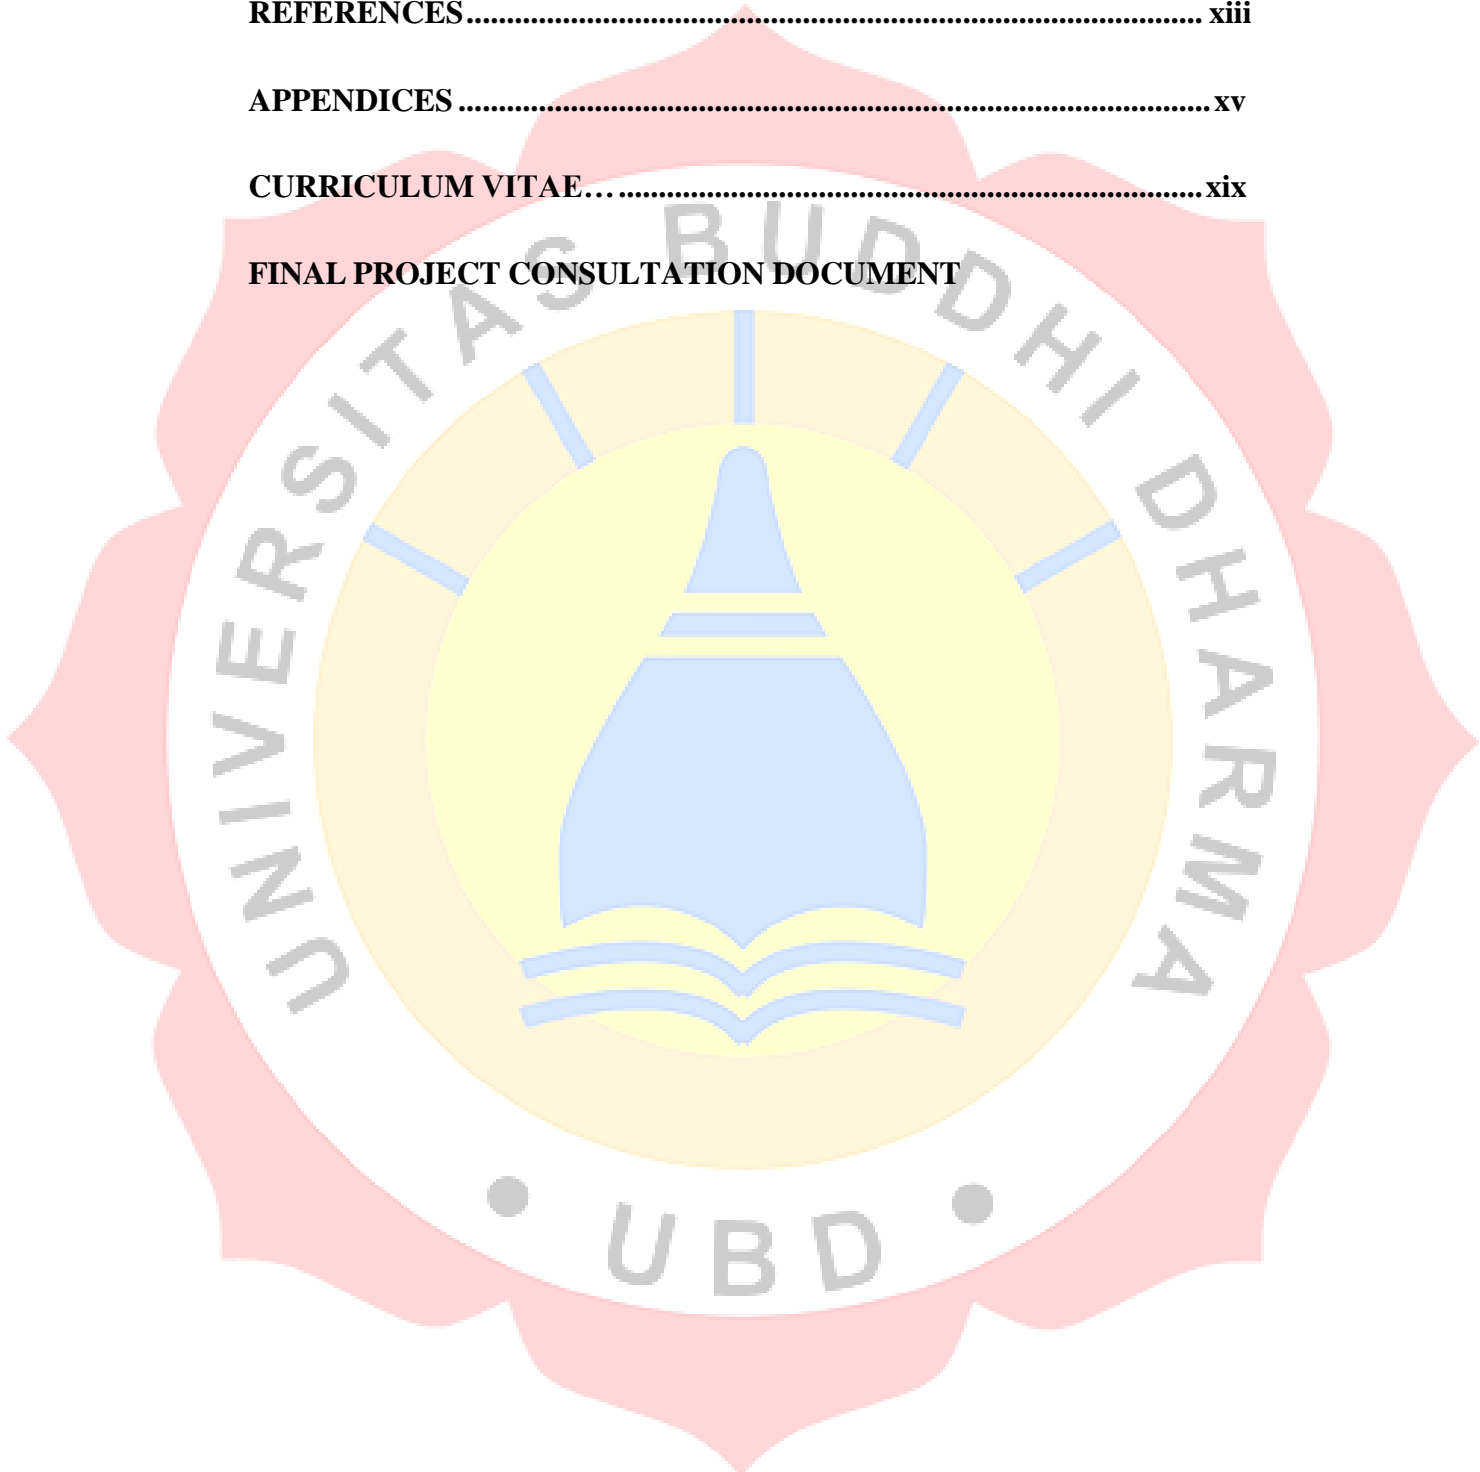 REFERENCES............................................................................................ xiii
APPENDICES .............................................................................................. xv
CURRICULUM VITAE… ......................................................................... xix
FINAL PROJECT CONSULTATION DOCUMENT
UNIVERSITAS BUDDHI DHARMA
• UBD •